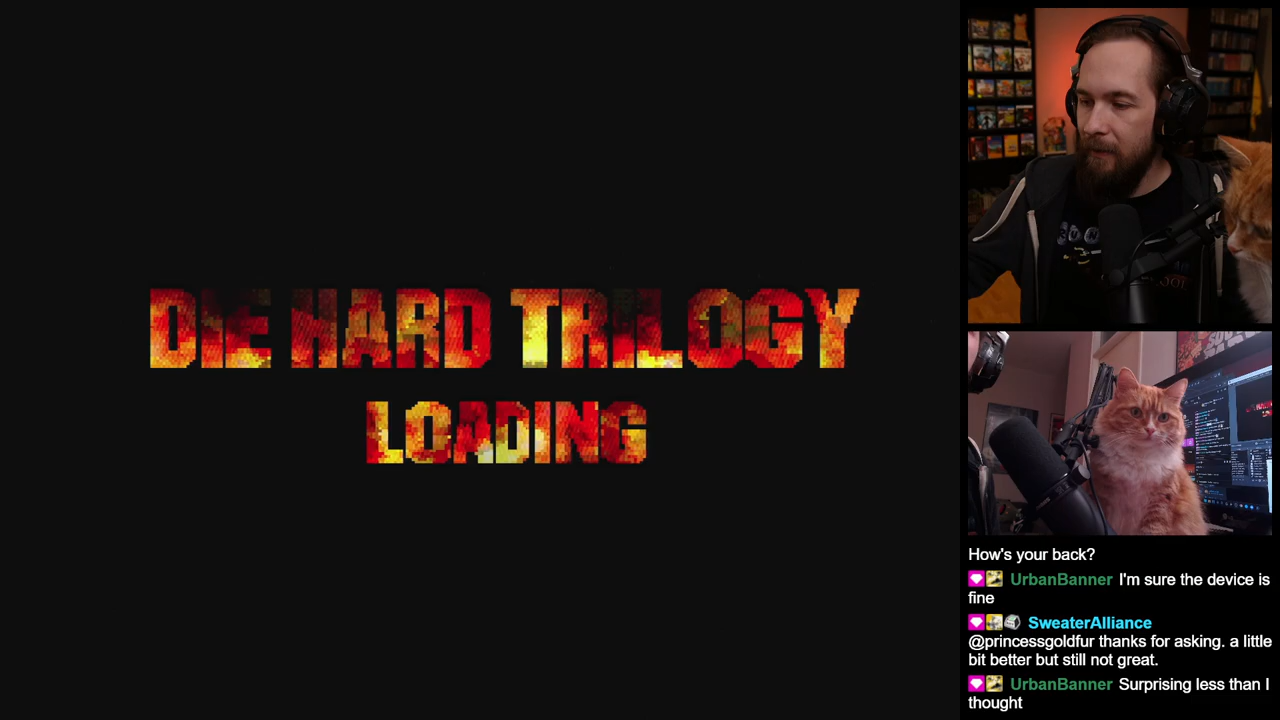 DIE HARD TRILOGY
LOADING
How's your back?
UrbanBanner I'm sure the device is
fine
SweaterAlliance
@princessgoldfur thanks for asking. a little
bit better but still not great.
UrbanBanner Surprising less than I
thought